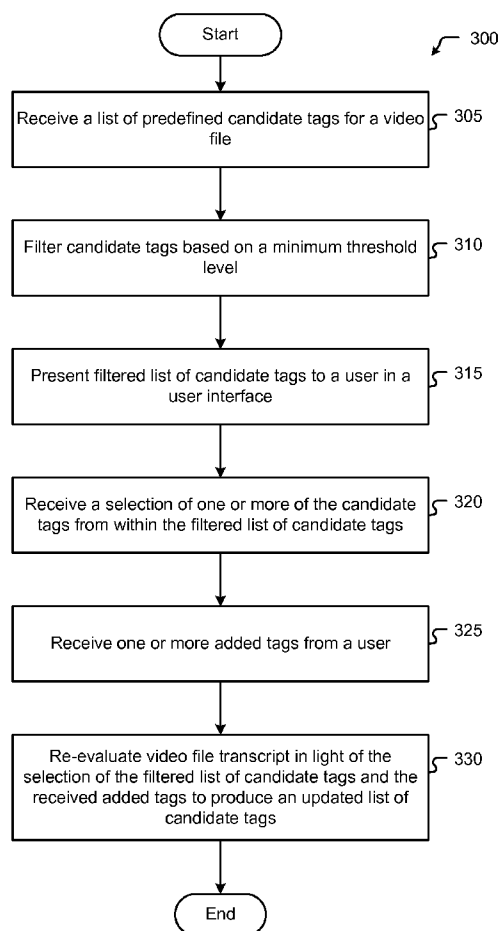 Start
300
Receive a list of predefined candidate tags for a video
file
305
Filter candidate tags based on a minimum threshold
level
310
Present filtered list of candidate tags to a user in a
user interface
315
Receive a selection of one or more of the candidate
tags from within the filtered list of candidate tags
320
Receive one or more added tags from a user
325
Re-evaluate video file transcript in light of the
selection of the filtered list of candidate tags and the
received added tags to produce an updated list of
candidate tags
330
End